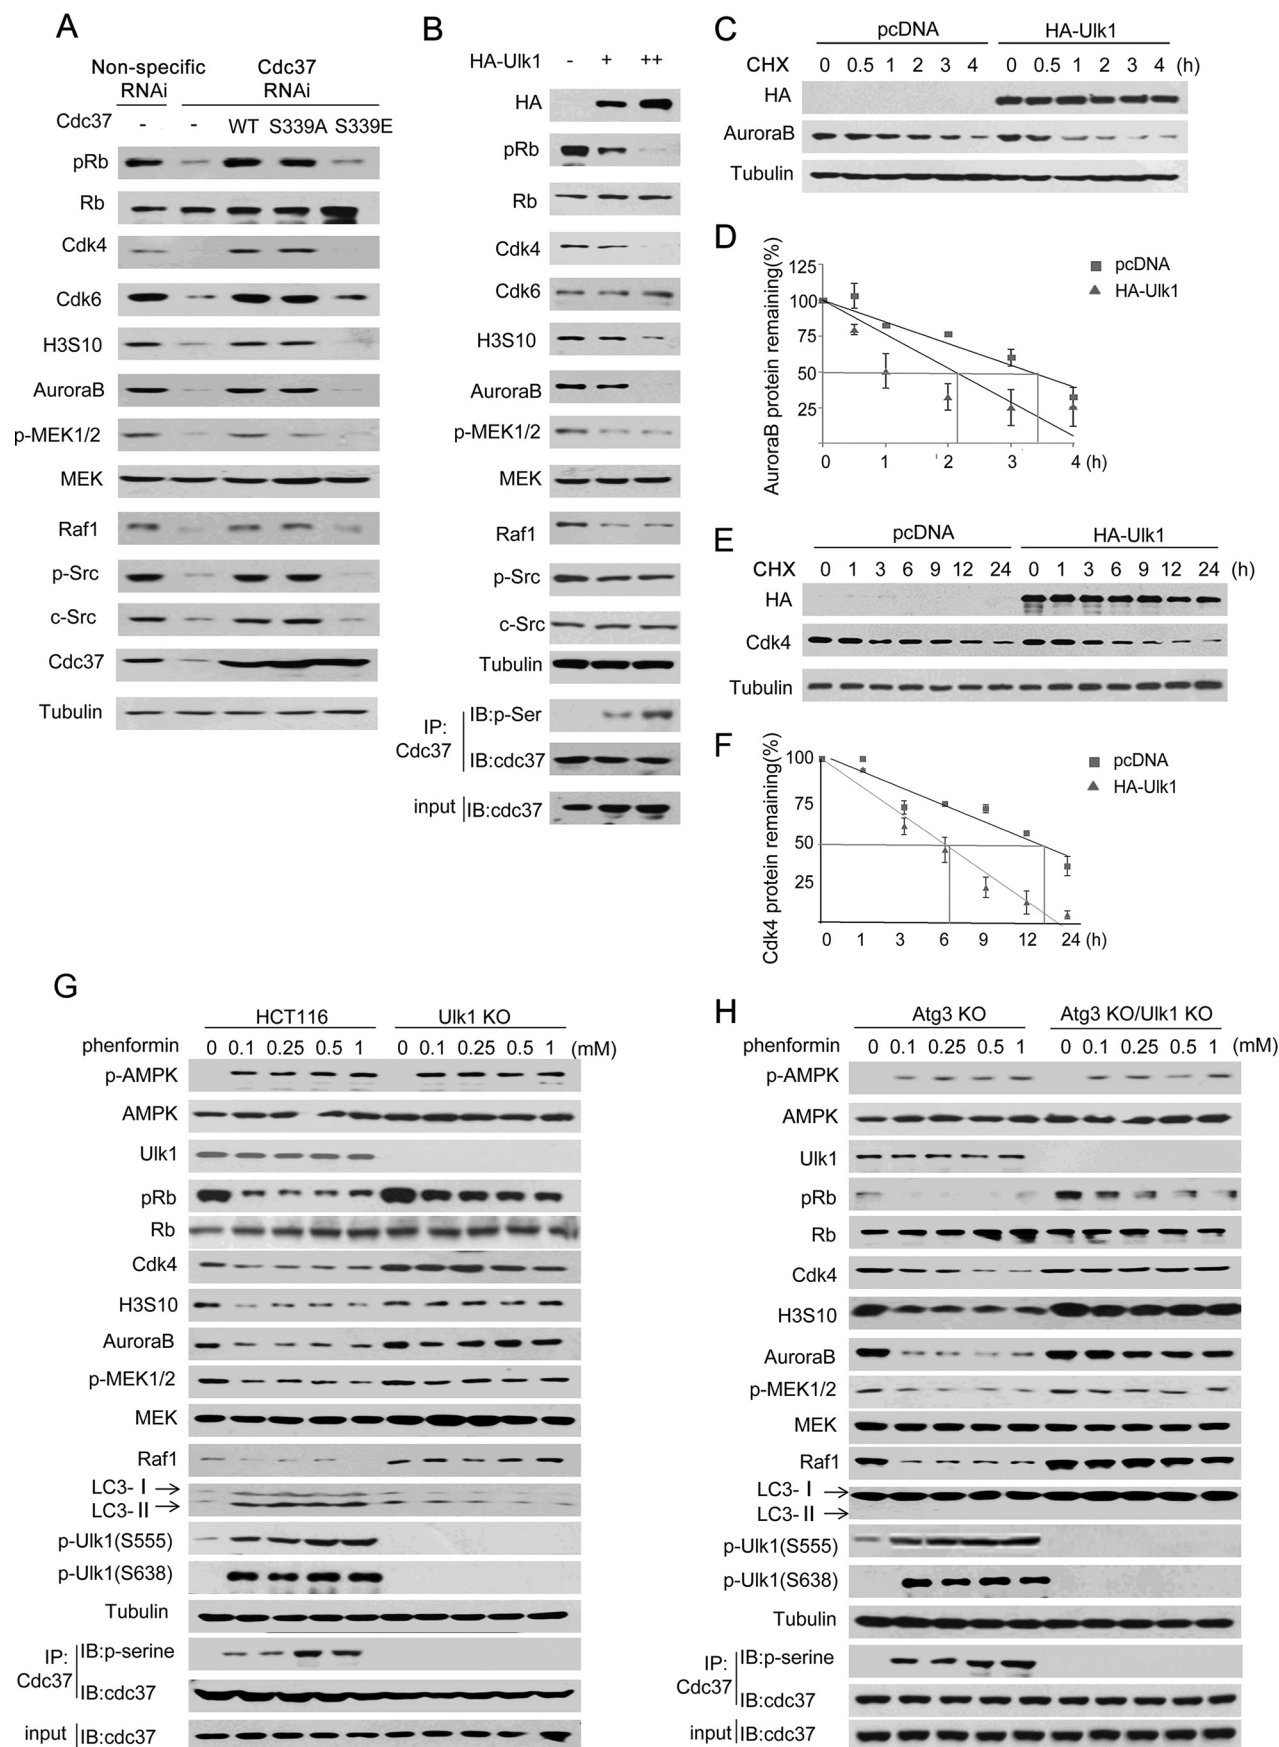 A
Non-specific RNAi
Cdc37 RNAi
Cdc37 - - WT S339A S339E
pRb
Rb
Cdk4
Cdk6
H3S10
AuroraB
p-MEK1/2
MEK
Raf1
p-Src
c-Src
Cdc37
Tubulin
B
HA-Ulk1 - + ++
HA
pRb
Rb
Cdk4
Cdk6
H3S10
AuroraB
p-MEK1/2
MEK
Raf1
p-Src
c-Src
Tubulin
IP: Cdc37
IB:p-Ser
IB:cdc37
input IB:cdc37
C
pcDNA HA-Ulk1
CHX 0 0.5 1 2 3 4 0 0.5 1 2 3 4 (h)
HA
AuroraB
Tubulin
D
AuroraB protein remaining(%)
125
100
75
50
25
0 1 2 3 4 (h)
pcDNA
HA-Ulk1
E
pcDNA HA-Ulk1
CHX 0 1 3 6 9 12 24 0 1 3 6 9 12 24 (h)
HA
Cdk4
Tubulin
F
Cdk4 protein remaining(%)
100
75
50
25
0 1 3 6 9 12 24 (h)
pcDNA
HA-Ulk1
G
HCT116 Ulk1 KO
phenformin 0 0.1 0.25 0.5 1 0 0.1 0.25 0.5 1 (mM)
p-AMPK
AMPK
Ulk1
pRb
Rb
Cdk4
H3S10
AuroraB
p-MEK1/2
MEK
Raf1
LC3-I
LC3-II
p-Ulk1(S555)
p-Ulk1(S638)
Tubulin
IP: Cdc37
IB:p-serine
IB:cdc37
input IB:cdc37
H
Atg3 KO Atg3 KO/Ulk1 KO
phenformin 0 0.1 0.25 0.5 1 0 0.1 0.25 0.5 1 (mM)
p-AMPK
AMPK
Ulk1
pRb
Rb
Cdk4
H3S10
AuroraB
p-MEK1/2
MEK
Raf1
LC3-I
LC3-II
p-Ulk1(S555)
p-Ulk1(S638)
Tubulin
IP: Cdc37
IB:p-serine
IB:cdc37
input IB:cdc37